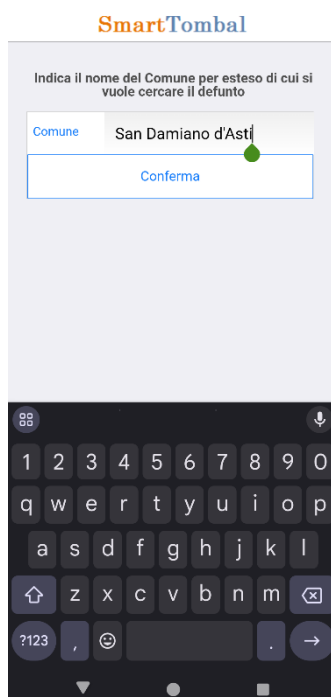 SmartTombal
Indica il nome del Comune per esteso di cui si
vuole cercare il defunto
Comune San Damiano d'Asti
Conferma
1 2 3 4 5 6 7 8 9 0
q w e r t y u i o p
a s d f g h j k l
z x c v b n m
?123 , .